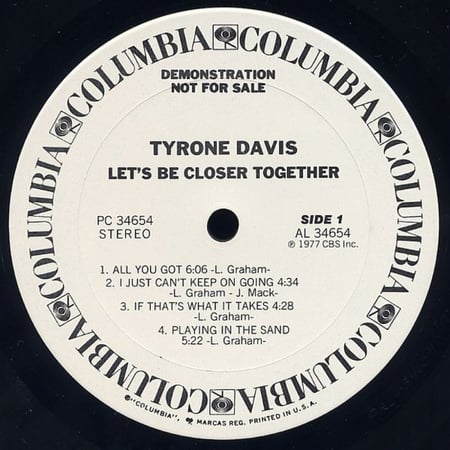 COLUMBIA COLUMBIA COLUMBIA COLUMBIA COLUMBIA COLUMBIA
DEMONSTRATION
NOT FOR SALE
TYRONE DAVIS
LET'S BE CLOSER TOGETHER
PC 34654 SIDE 1
STEREO AL 34654
℗ 1977 CBS Inc.
1. ALL YOU GOT 6:06 -L. Graham-
2. I JUST CAN'T KEEP ON GOING 4:34
-L. Graham - J. Mack-
3. IF THAT'S WHAT IT TAKES 4:28
-L. Graham-
4. PLAYING IN THE SAND
5:22 -L. Graham-
®"COLUMBIA", MARCAS REG. PRINTED IN U.S.A.